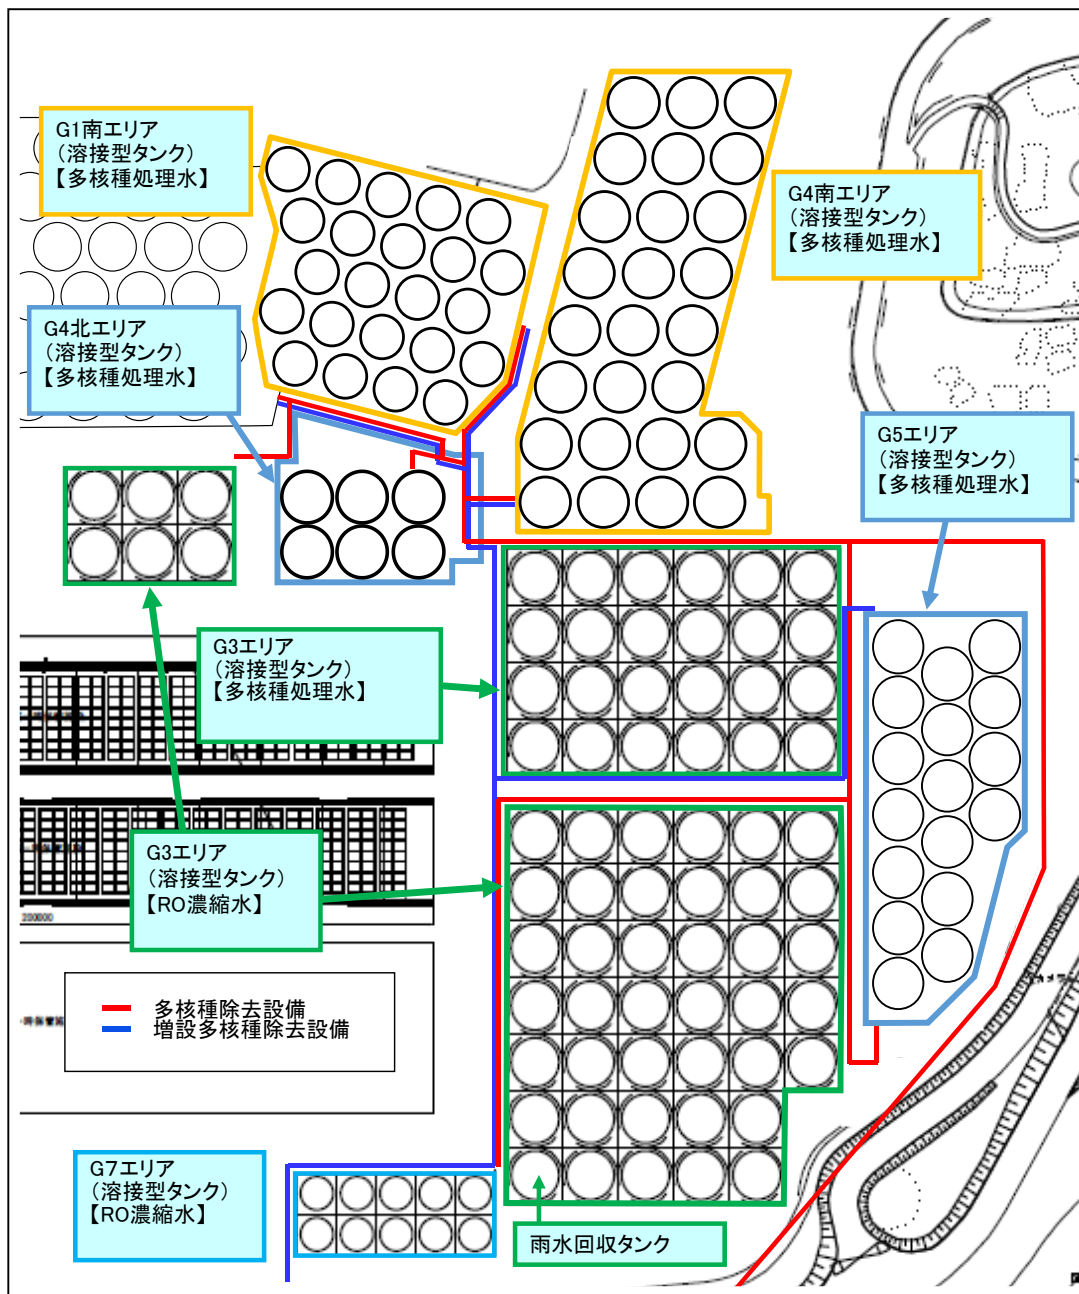 G1南エリア
(溶接型タンク)
【多核種処理水】
G4南エリア
(溶接型タンク)
【多核種処理水】
G4北エリア
(溶接型タンク)
【多核種処理水】
G5エリア
(溶接型タンク)
【多核種処理水】
G3エリア
(溶接型タンク)
【多核種処理水】
G3エリア
(溶接型タンク)
【RO濃縮水】
200000
多核種除去設備
増設多核種除去設備
G7エリア
(溶接型タンク)
【RO濃縮水】
雨水回収タンク